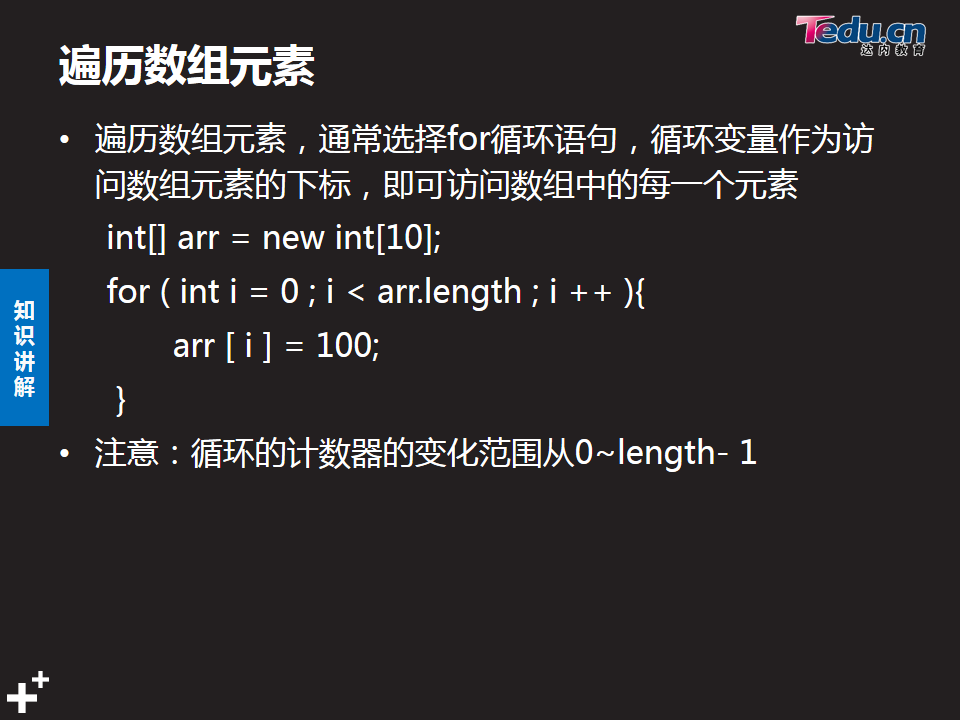 Tedu.cn
达内教育
遍历数组元素
• 遍历数组元素，通常选择for循环语句，循环变量作为访
问数组元素的下标，即可访问数组中的每一个元素
int[] arr = new int[10];
for ( int i = 0 ; i < arr.length ; i ++ ){
arr [ i ] = 100;
}
• 注意：循环的计数器的变化范围从0~length- 1
知识讲解